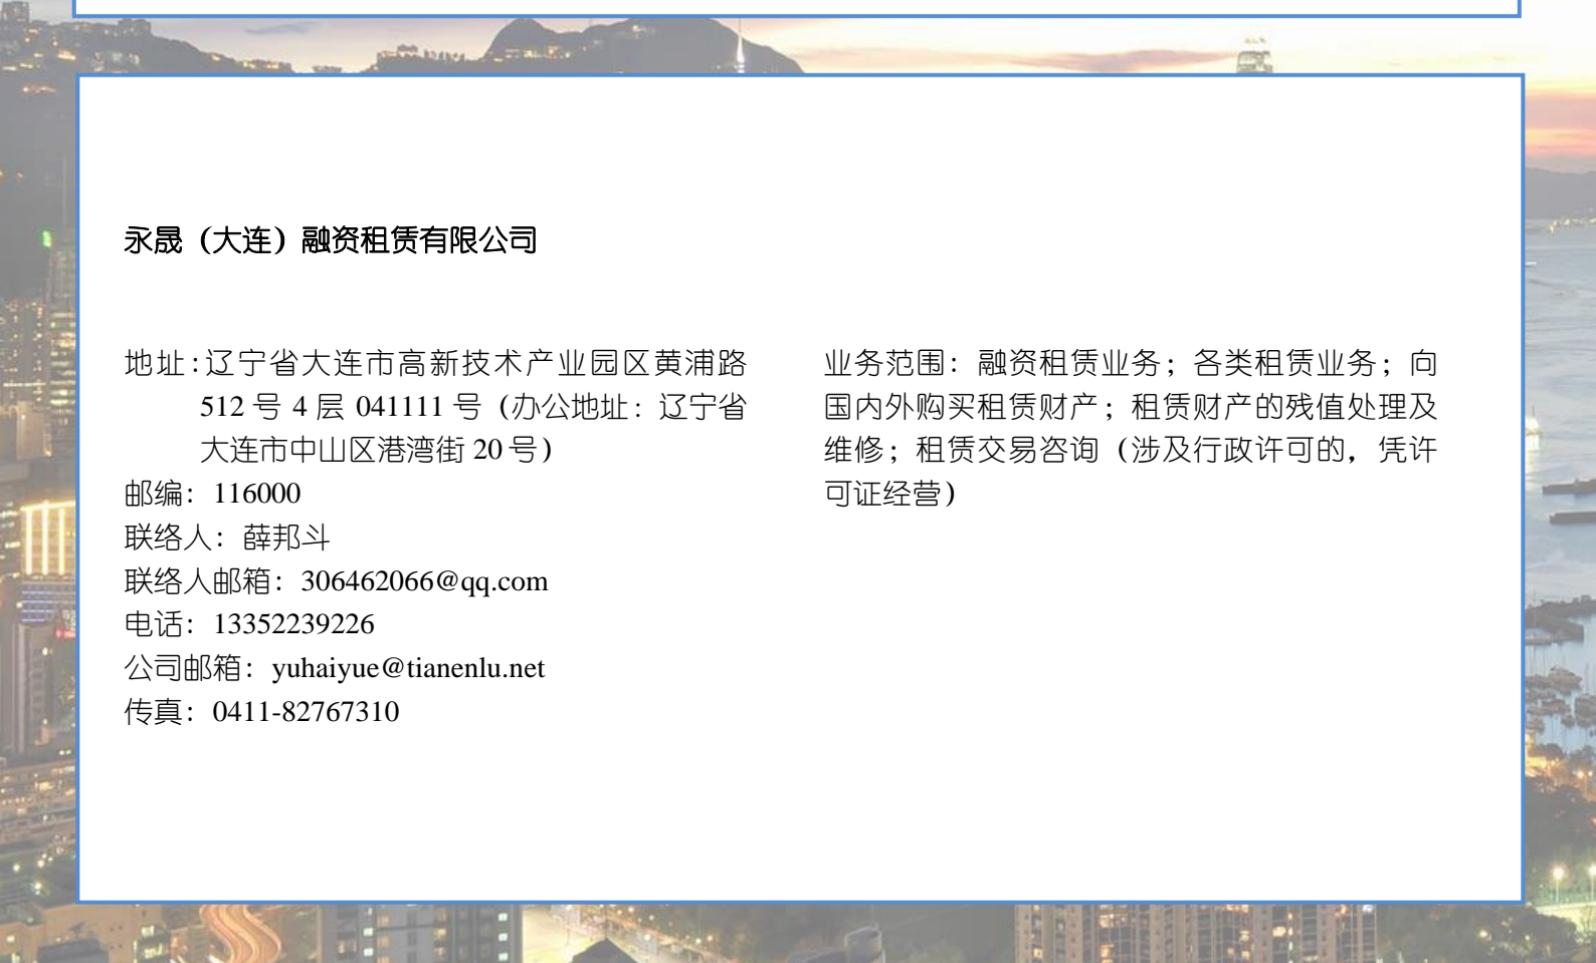 永晟（大连）融资租赁有限公司
地址:辽宁省大连市高新技术产业园区黄浦路
512 号 4 层 041111 号（办公地址：辽宁省
大连市中山区港湾街 20 号）
邮编：116000
联络人：薛邦斗
联络人邮箱：306462066@qq.com
电话：13352239226
公司邮箱：yuhaiyue@tianenlu.net
传真：0411-82767310
业务范围：融资租赁业务；各类租赁业务；向
国内外购买租赁财产；租赁财产的残值处理及
维修；租赁交易咨询（涉及行政许可的，凭许
可证经营）